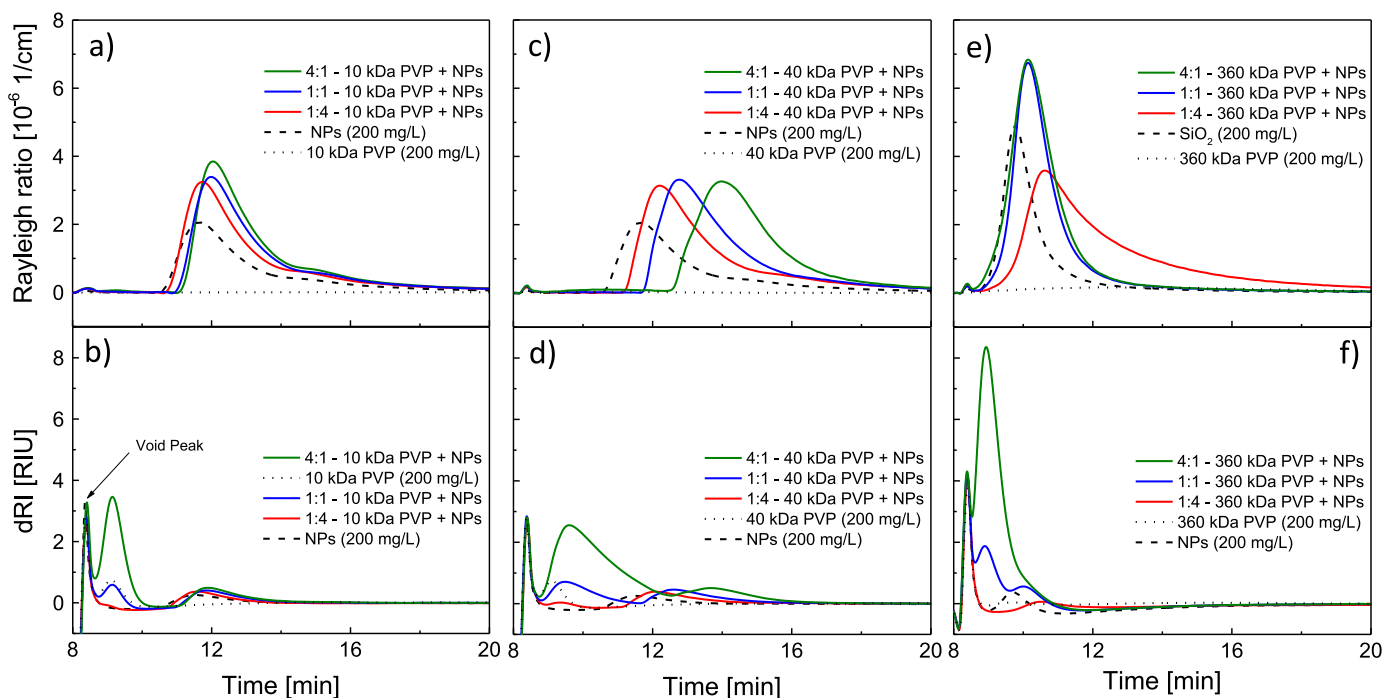 a)
4:1 - 10 kDa PVP + NPs
1:1 - 10 kDa PVP + NPs
1:4 - 10 kDa PVP + NPs
NPs (200 mg/L)
10 kDa PVP (200 mg/L)
c)
4:1 - 40 kDa PVP + NPs
1:1 - 40 kDa PVP + NPs
1:4 - 40 kDa PVP + NPs
NPs (200 mg/L)
40 kDa PVP (200 mg/L)
e)
4:1 - 360 kDa PVP + NPs
1:1 - 360 kDa PVP + NPs
1:4 - 360 kDa PVP + NPs
SiO₂ (200 mg/L)
360 kDa PVP (200 mg/L)
Rayleigh ratio [10⁻⁶ 1/cm]
8
6
4
2
0
b)
Void Peak
4:1 - 10 kDa PVP + NPs
10 kDa PVP (200 mg/L)
1:1 - 10 kDa PVP + NPs
1:4 - 10 kDa PVP + NPs
NPs (200 mg/L)
d)
4:1 - 40 kDa PVP + NPs
1:1 - 40 kDa PVP + NPs
1:4 - 40 kDa PVP + NPs
40 kDa PVP (200 mg/L)
NPs (200 mg/L)
f)
4:1 - 360 kDa PVP + NPs
1:1 - 360 kDa PVP + NPs
1:4 - 360 kDa PVP + NPs
360 kDa PVP (200 mg/L)
NPs (200 mg/L)
dRI [RIU]
8
6
4
2
0
8 12 16 20
8 12 16 20
8 10 12 14 16 18 20
Time [min]
Time [min]
Time [min]